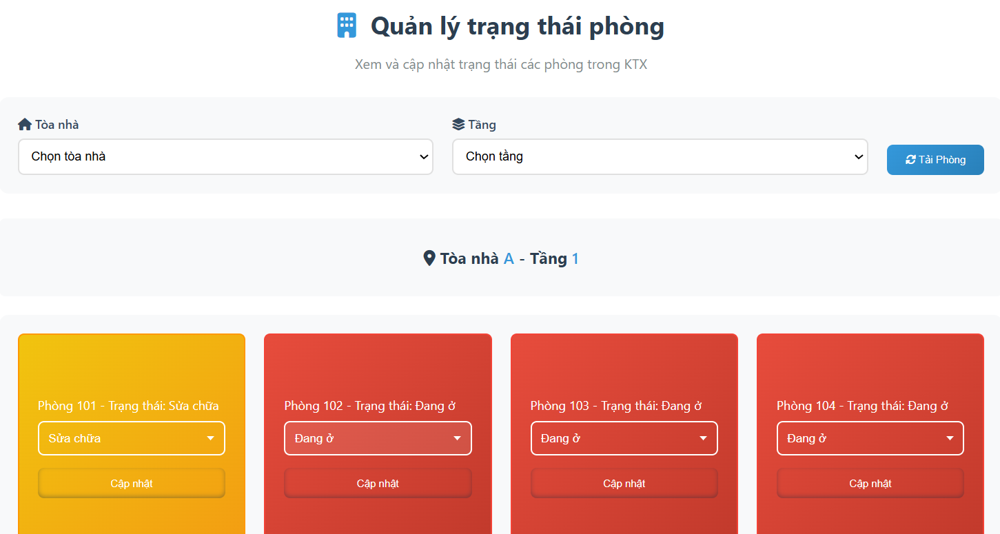 Quản lý trạng thái phòng
Xem và cập nhật trạng thái các phòng trong KTX
Tòa nhà
Chọn tòa nhà
Tầng
Chọn tầng
Tải Phòng
Tòa nhà A - Tầng 1
Phòng 101 - Trạng thái: Sửa chữa
Sửa chữa
Cập nhật
Phòng 102 - Trạng thái: Đang ở
Đang ở
Cập nhật
Phòng 103 - Trạng thái: Đang ở
Đang ở
Cập nhật
Phòng 104 - Trạng thái: Đang ở
Đang ở
Cập nhật